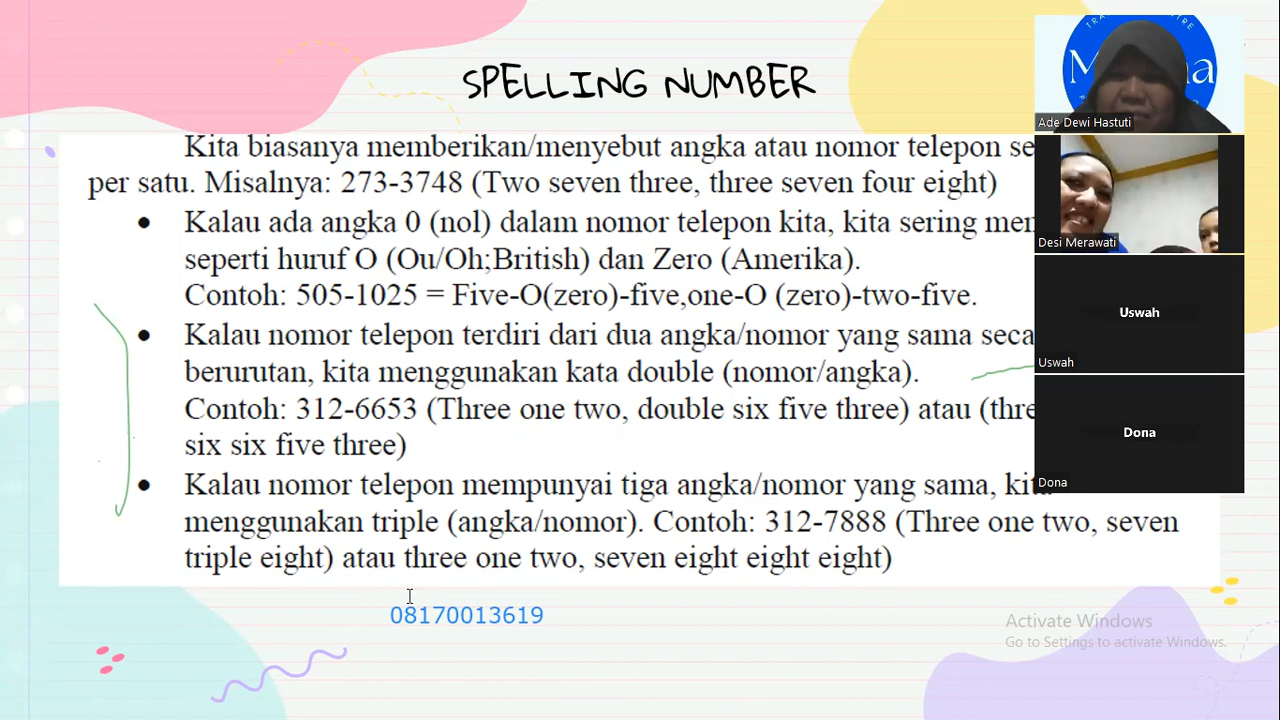 SPELLING NUMBER
Kita biasanya memberikan/menyebut angka atau nomor telepon
per satu. Misalnya: 273-3748 (Two seven three, three seven four eight)
• Kalau ada angka 0 (nol) dalam nomor telepon kita, kita sering
seperti huruf O (Ou/Oh;British) dan Zero (Amerika).
Contoh: 505-1025 = Five-O(zero)-five,one-O (zero)-two-five.
• Kalau nomor telepon terdiri dari dua angka/nomor yang sama
berurutan, kita menggunakan kata double (nomor/angka).
Contoh: 312-6653 (Three one two, double six five three) atau
six six five three)
• Kalau nomor telepon mempunyai tiga angka/nomor yang sama, kita
menggunakan triple (angka/nomor). Contoh: 312-7888 (Three one two, seven
triple eight) atau three one two, seven eight eight eight)
08170013619
Ade Dewi Hastuti
Desi Merawati
Uswah
Uswah
Dona
Dona
Activate Windows
Go to Settings to activate Windows.